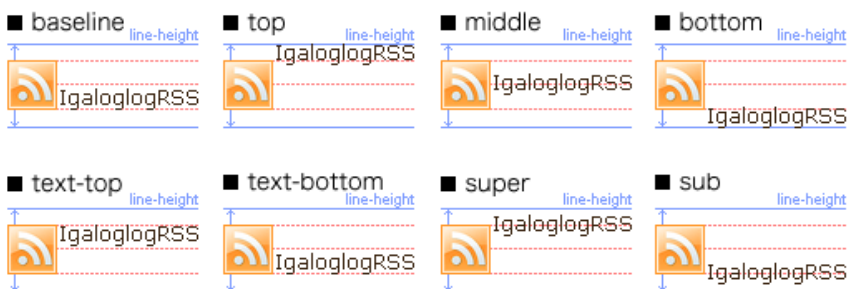 ■ baseline
line-height
IgaloglogRSS
■ top
line-height
IgaloglogRSS
■ middle
line-height
IgaloglogRSS
■ bottom
line-height
IgaloglogRSS
■ text-top
line-height
IgaloglogRSS
■ text-bottom
line-height
IgaloglogRSS
■ super
line-height
IgaloglogRSS
■ sub
line-height
IgaloglogRSS